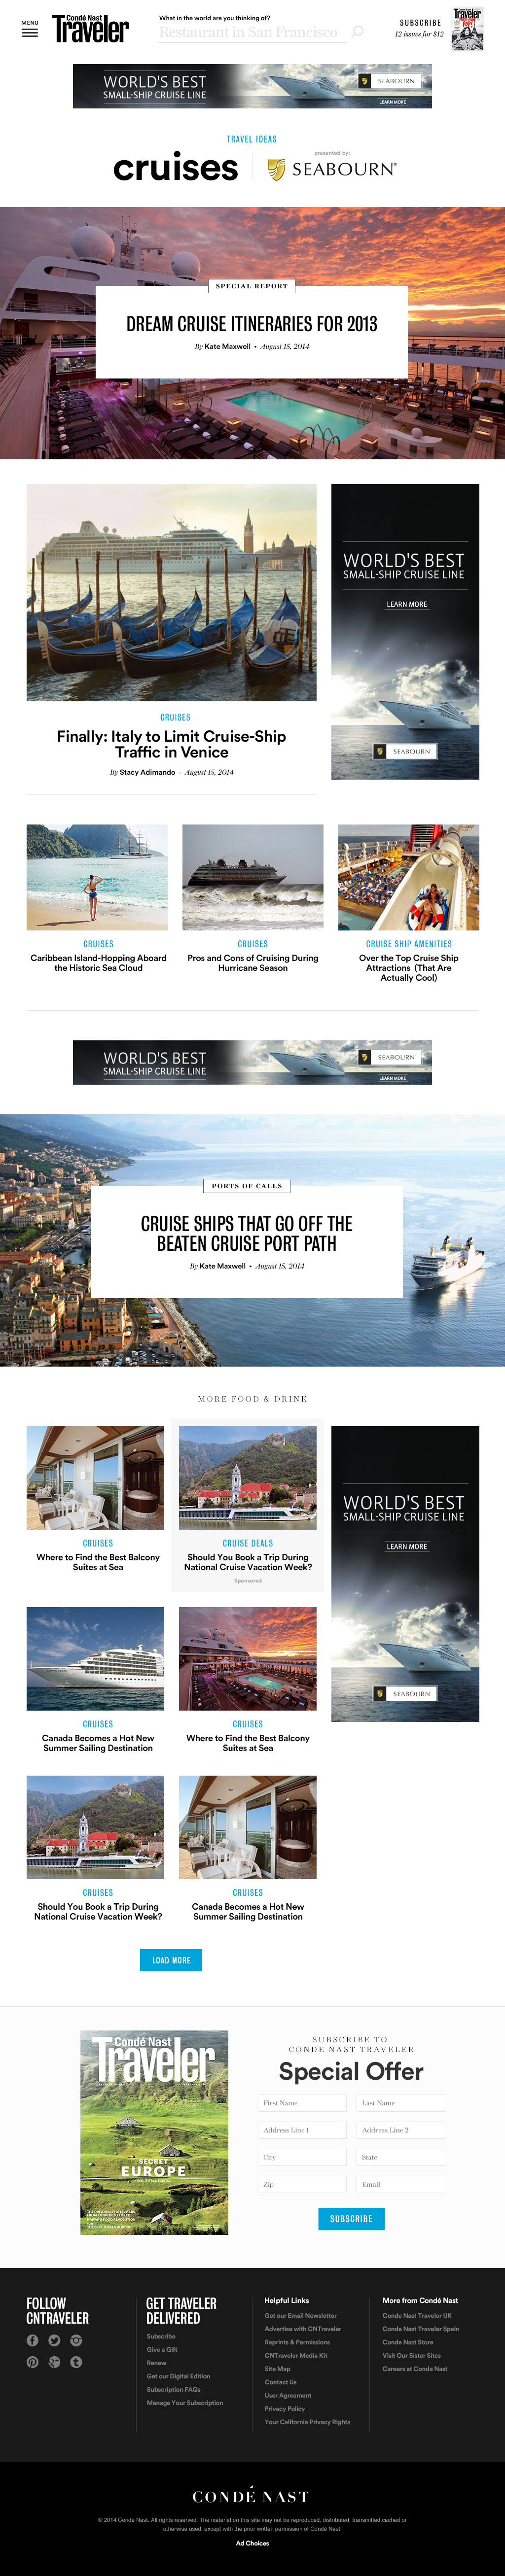 MENU
Condé Nast
Traveler
What in the world are you thinking of?
Restaurant in San Francisco
SUBSCRIBE
12 issues for $12
Traveler
WORLD'S BEST
SMALL-SHIP CRUISE LINE
SEABOURN
LEARN MORE
TRAVEL IDEAS
cruises
presented by:
SEABOURN®
SPECIAL REPORT
DREAM CRUISE ITINERARIES FOR 2013
By Kate Maxwell • August 15, 2014
WORLD'S BEST
SMALL-SHIP CRUISE LINE
LEARN MORE
SEABOURN
CRUISES
Finally: Italy to Limit Cruise-Ship
Traffic in Venice
By Stacy Adimando - August 15, 2014
CRUISES
Caribbean Island-Hopping Aboard
the Historic Sea Cloud
CRUISES
Pros and Cons of Cruising During
Hurricane Season
CRUISE SHIP AMENITIES
Over the Top Cruise Ship
Attractions (That Are
Actually Cool)
WORLD'S BEST
SMALL-SHIP CRUISE LINE
SEABOURN
LEARN MORE
PORTS OF CALLS
CRUISE SHIPS THAT GO OFF THE
BEATEN CRUISE PORT PATH
By Kate Maxwell • August 15, 2014
MORE FOOD & DRINK
CRUISES
Where to Find the Best Balcony
Suites at Sea
CRUISE DEALS
Should You Book a Trip During
National Cruise Vacation Week?
Sponsored
WORLD'S BEST
SMALL-SHIP CRUISE LINE
LEARN MORE
SEABOURN
CRUISES
Canada Becomes a Hot New
Summer Sailing Destination
CRUISES
Where to Find the Best Balcony
Suites at Sea
CRUISES
Should You Book a Trip During
National Cruise Vacation Week?
CRUISES
Canada Becomes a Hot New
Summer Sailing Destination
LOAD MORE
Condé Nast
Traveler
SECRET
EUROPE
SUBSCRIBE TO
CONDE NAST TRAVELER
Special Offer
First Name
Last Name
Address Line 1
Address Line 2
City
State
Zip
Email
SUBSCRIBE
FOLLOW
CNTRAVELER
GET TRAVELER
DELIVERED
Subscribe
Give a Gift
Renew
Get our Digital Edition
Subscription FAQs
Manage Your Subscription
Helpful Links
Get our Email Newsletter
Advertise with CNTraveler
Reprints & Permissions
CNTraveler Media Kit
Site Map
Contact Us
User Agreement
Privacy Policy
Your California Privacy Rights
More from Condé Nast
Conde Nast Traveler UK
Conde Nast Traveler Spain
Conde Nast Store
Visit Our Sister Sites
Careers at Conde Nast
CONDÉ NAST
© 2014 Condé Nast. All rights reserved. The material on this site may not be reproduced, distributed, transmitted,cached or
otherwise used, except with the prior written permission of Condé Nast.
Ad Choices